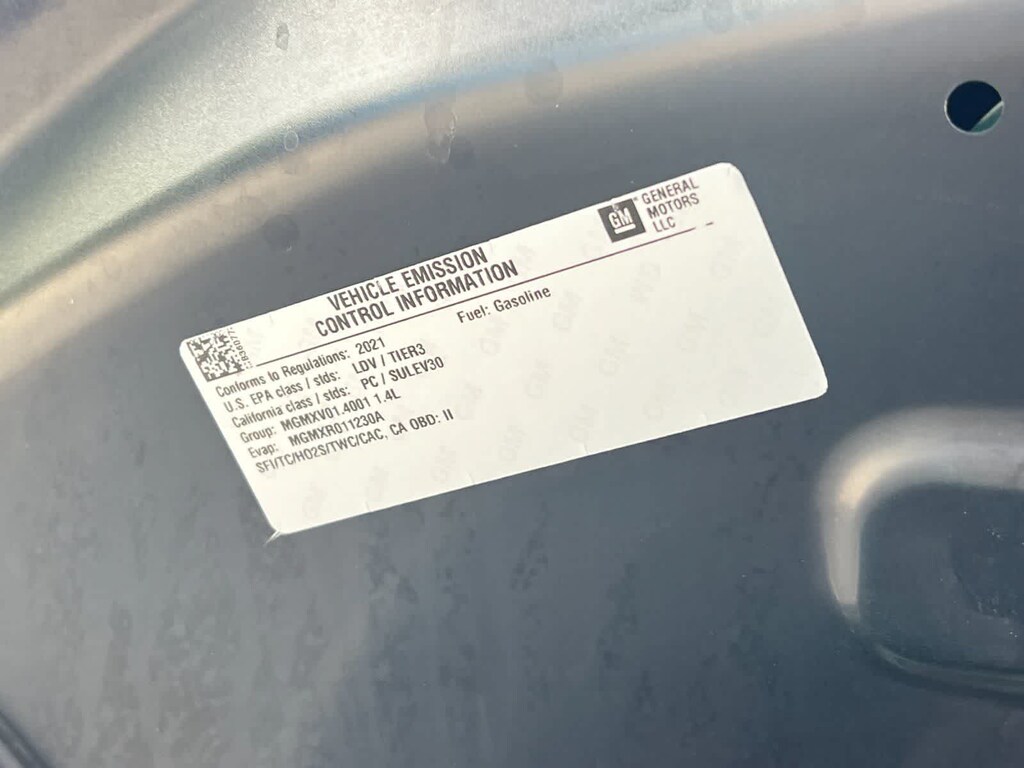 VEHICLE EMISSION
CONTROL INFORMATION
GM
GENERAL
MOTORS
LLC
Fuel: Gasoline
Conforms to Regulations: 2021
U.S. EPA class / stds: LDV / TIER3
California class / stds: PC / SULEV30
Group: MGMXV01.4001 1.4L
Evap: MGMXR011230A
SFI/TC/HO2S/TWC/CAC, CA OBD: II